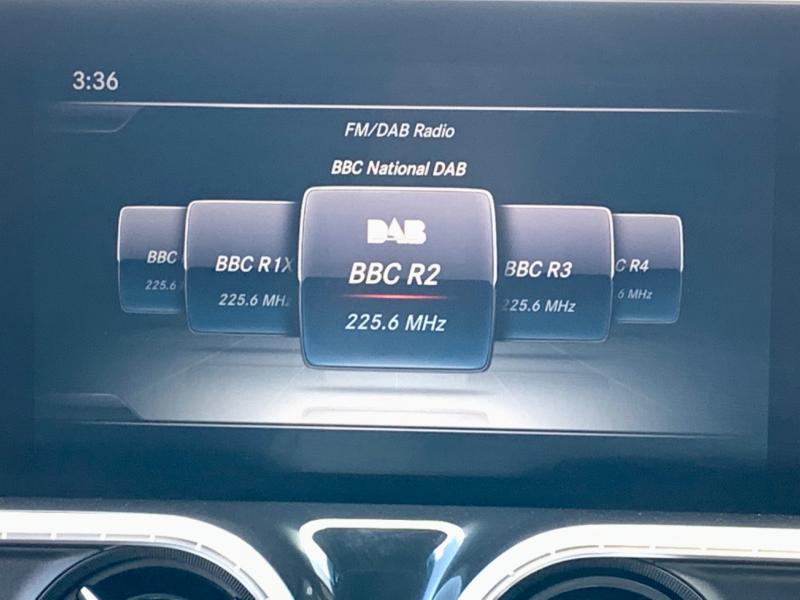 3:36
FM/DAB Radio
BBC National DAB
DAB
BBC
BBC R1X
BBC R2
BBC R3
C R4
225.6
225.6 MHz
225.6 MHz
225.6 MHz
6 MHz